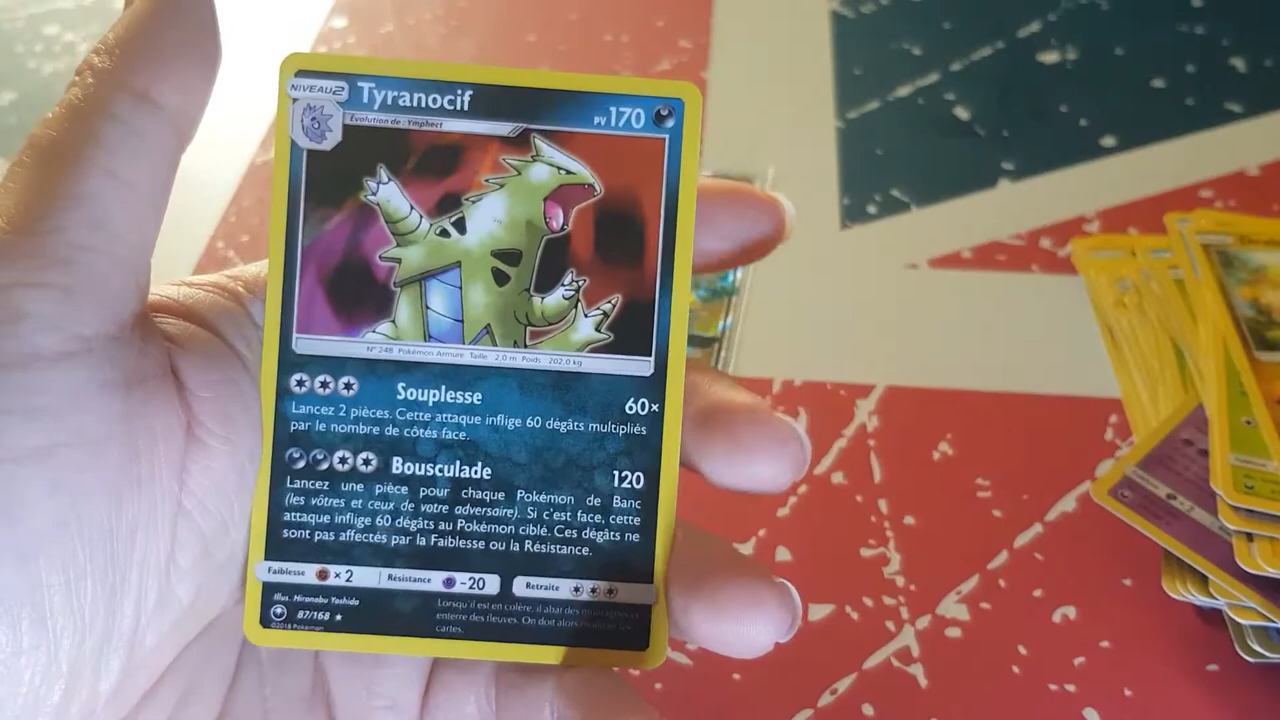 NIVEAU2
Tyranocif
PV 170
Évolution de : Ymphect
N° 248 Pokémon Armure Taille : 2,0 m Poids : 202,0 kg
Souplesse
60×
Lancez 2 pièces. Cette attaque inflige 60 dégâts multipliés
par le nombre de côtés face.
Bousculade
120
Lancez une pièce pour chaque Pokémon de Banc
(les vôtres et ceux de votre adversaire). Si c'est face, cette
attaque inflige 60 dégâts au Pokémon ciblé. Ces dégâts ne
sont pas affectés par la Faiblesse ou la Résistance.
Faiblesse ×2 Résistance -20 Retraite
Illus. Hironobu Yoshida
87/168
©2018 Pokémon
Lorsqu'il est en colère, il abat des montagnes et
enterre des fleuves. On doit alors modifier les
cartes.